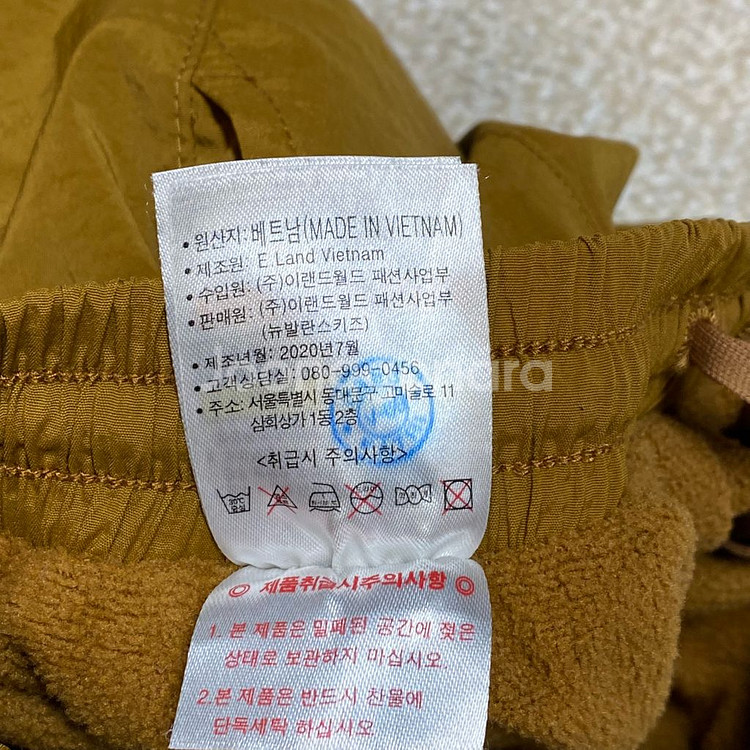 • 원산지: 베트남(MADE IN VIETNAM)
• 제조원: E Land Vietnam
• 수입원: (주)이랜드월드 패션사업부
• 판매원: (주)이랜드월드 패션사업부
(뉴발란스키즈)
• 제조년월: 2020년7월
• 고객상담실: 080-999-0456
• 주소: 서울특별시 동대문구 고미술로 11
삼희상가 1동 2층
<취급시 주의사항>
30℃
◎ 제품취급시주의사항 ◎
1. 본 제품은 밀폐된 공간에 젖은
상태로 보관하지 마십시오.
2.본 제품은 반드시 찬물에
단독세탁 하십시오